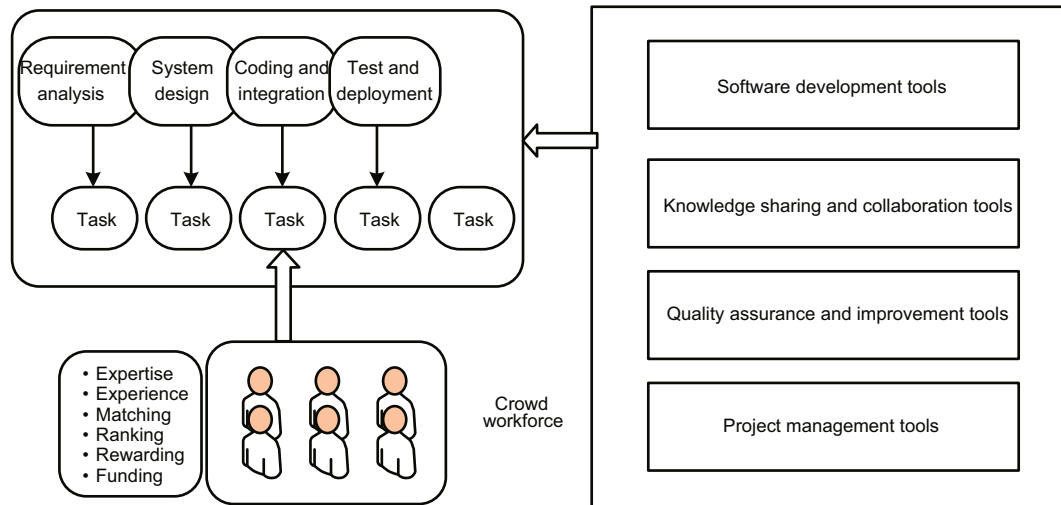 Requirement
analysis
System
design
Coding and
integration
Test and
deployment
Task
Task
Task
Task
Task
• Expertise
• Experience
• Matching
• Ranking
• Rewarding
• Funding
Crowd
workforce
Software development tools
Knowledge sharing and collaboration tools
Quality assurance and improvement tools
Project management tools